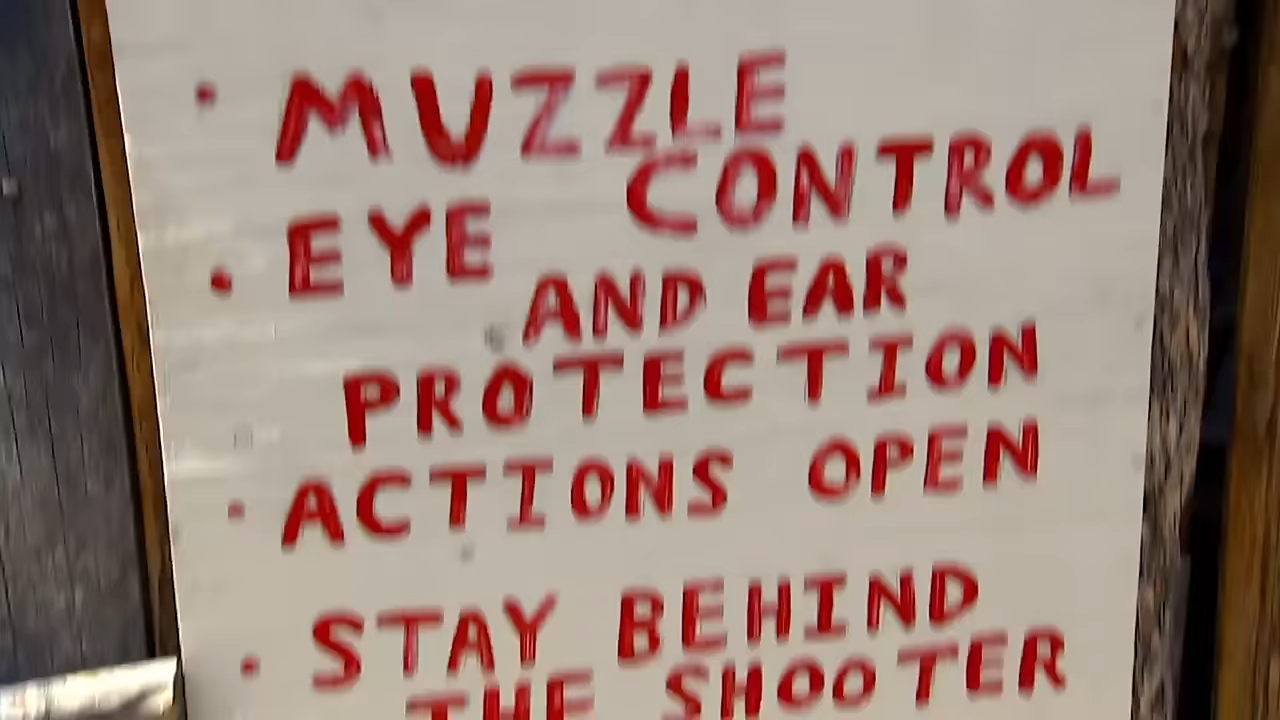 • MUZZLE
CONTROL
• EYE
AND EAR
PROTECTION
• ACTIONS OPEN
• STAY BEHIND
THE SHOOTER